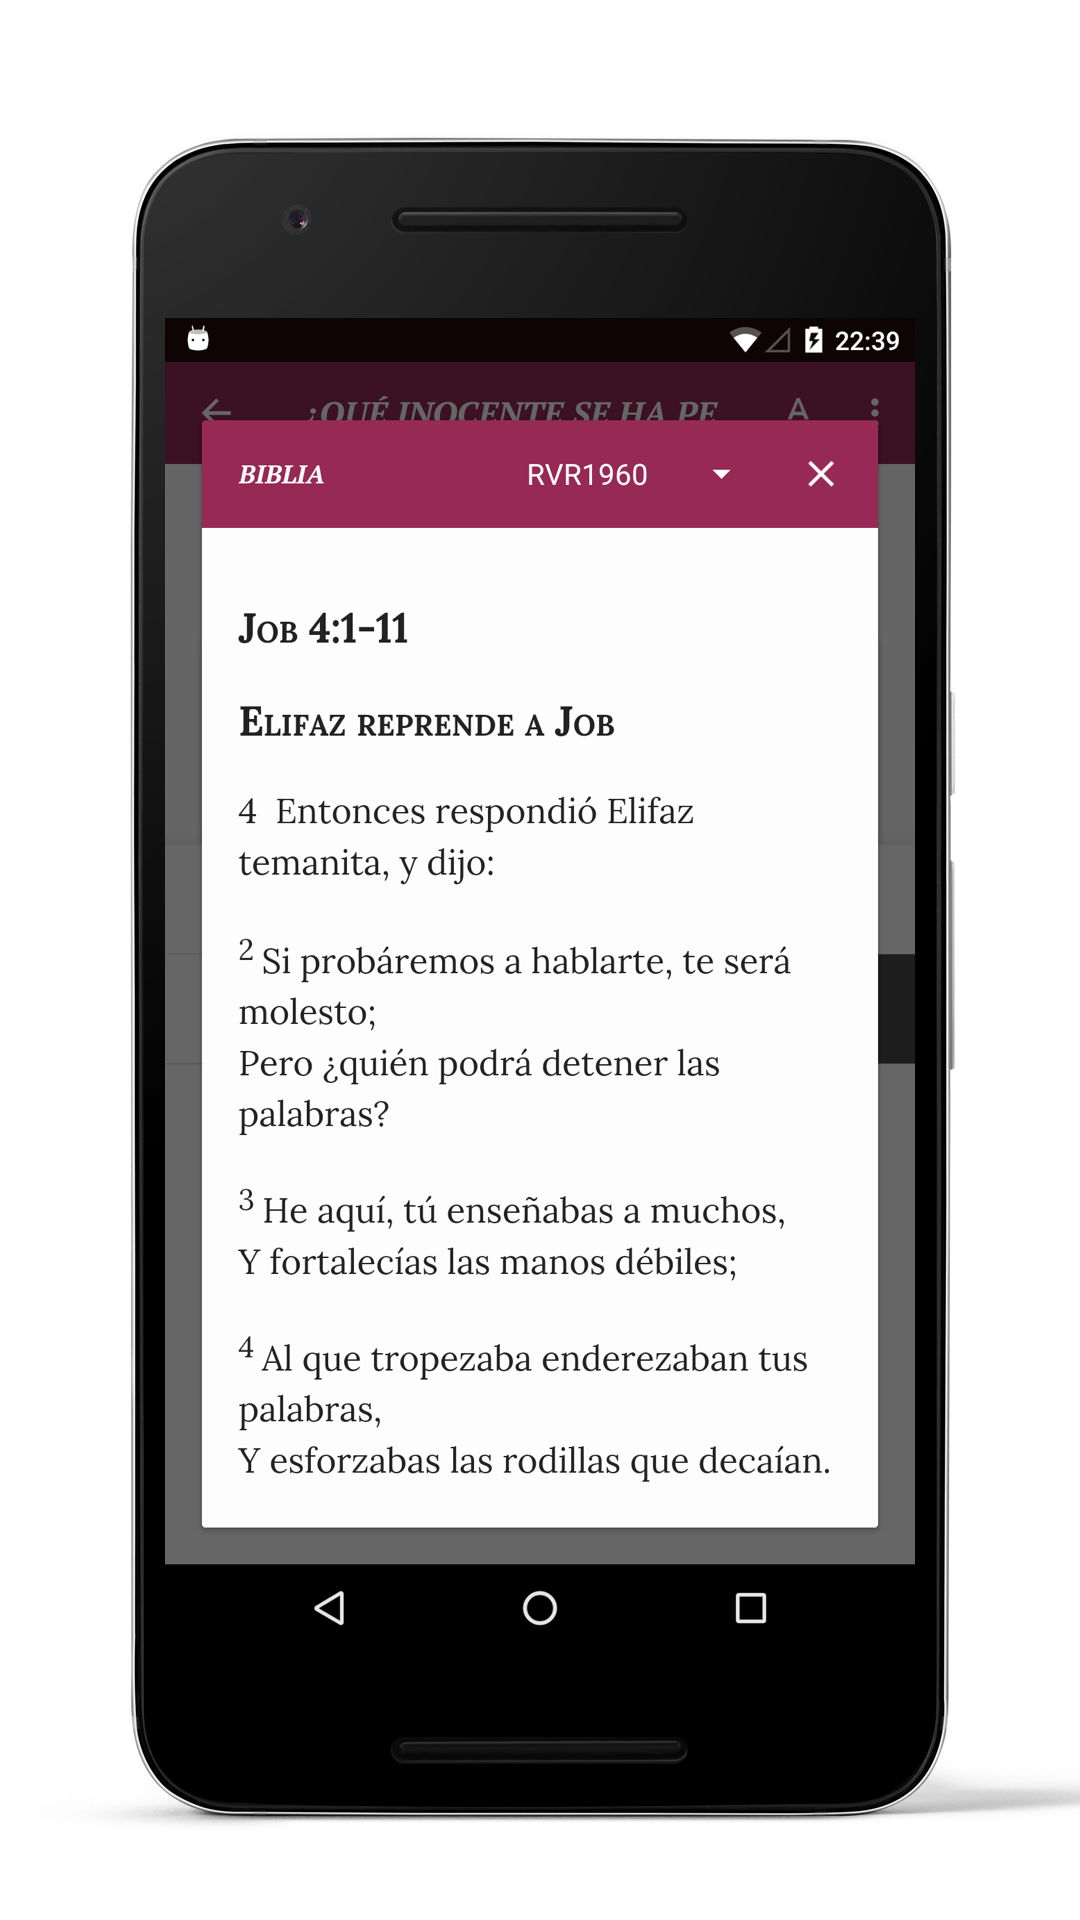 22:39
¿QUÉ INOCENTE SE HA PE
A
BIBLIA RVR1960
Job 4:1-11
Elifaz reprende a Job
4 Entonces respondió Elifaz
temanita, y dijo:
2 Si probáremos a hablarte, te será
molesto;
Pero ¿quién podrá detener las
palabras?
3 He aquí, tú enseñabas a muchos,
Y fortalecías las manos débiles;
4 Al que tropezaba enderezaban tus
palabras,
Y esforzabas las rodillas que decaían.